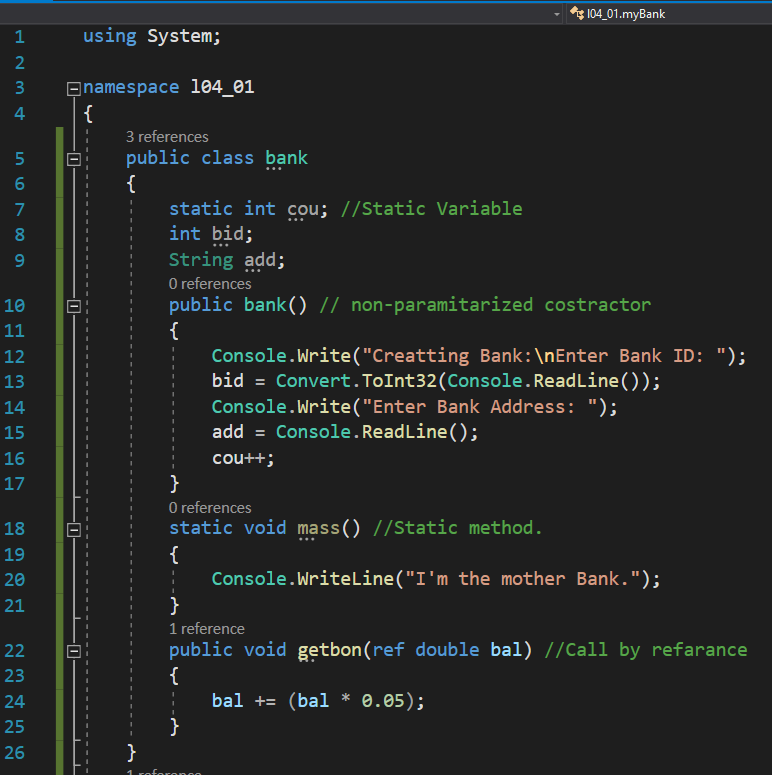 l04_01.myBank
1 using System;
2
3 namespace l04_01
4 {
3 references
5 public class bank
6 {
7 static int cou; //Static Variable
8 int bid;
9 String add;
0 references
10 public bank() // non-paramitarized costractor
11 {
12 Console.Write("Creatting Bank:\nEnter Bank ID: ");
13 bid = Convert.ToInt32(Console.ReadLine());
14 Console.Write("Enter Bank Address: ");
15 add = Console.ReadLine();
16 cou++;
17 }
0 references
18 static void mass() //Static method.
19 {
20 Console.WriteLine("I'm the mother Bank.");
21 }
1 reference
22 public void getbon(ref double bal) //Call by refarance
23 {
24 bal += (bal * 0.05);
25 }
26 }
1 reference